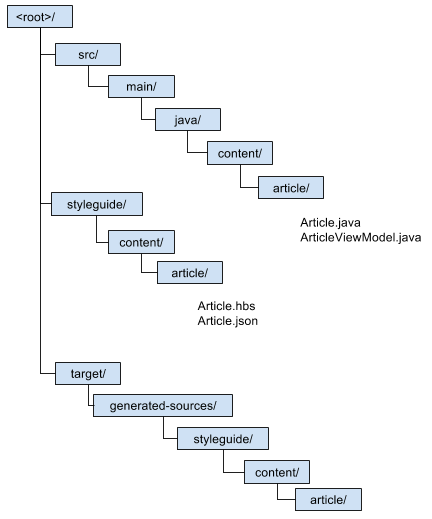 <root>/
src/
main/
java/
content/
article/
Article.java
ArticleViewModel.java
styleguide/
content/
article/
Article.hbs
Article.json
target/
generated-sources/
styleguide/
content/
article/